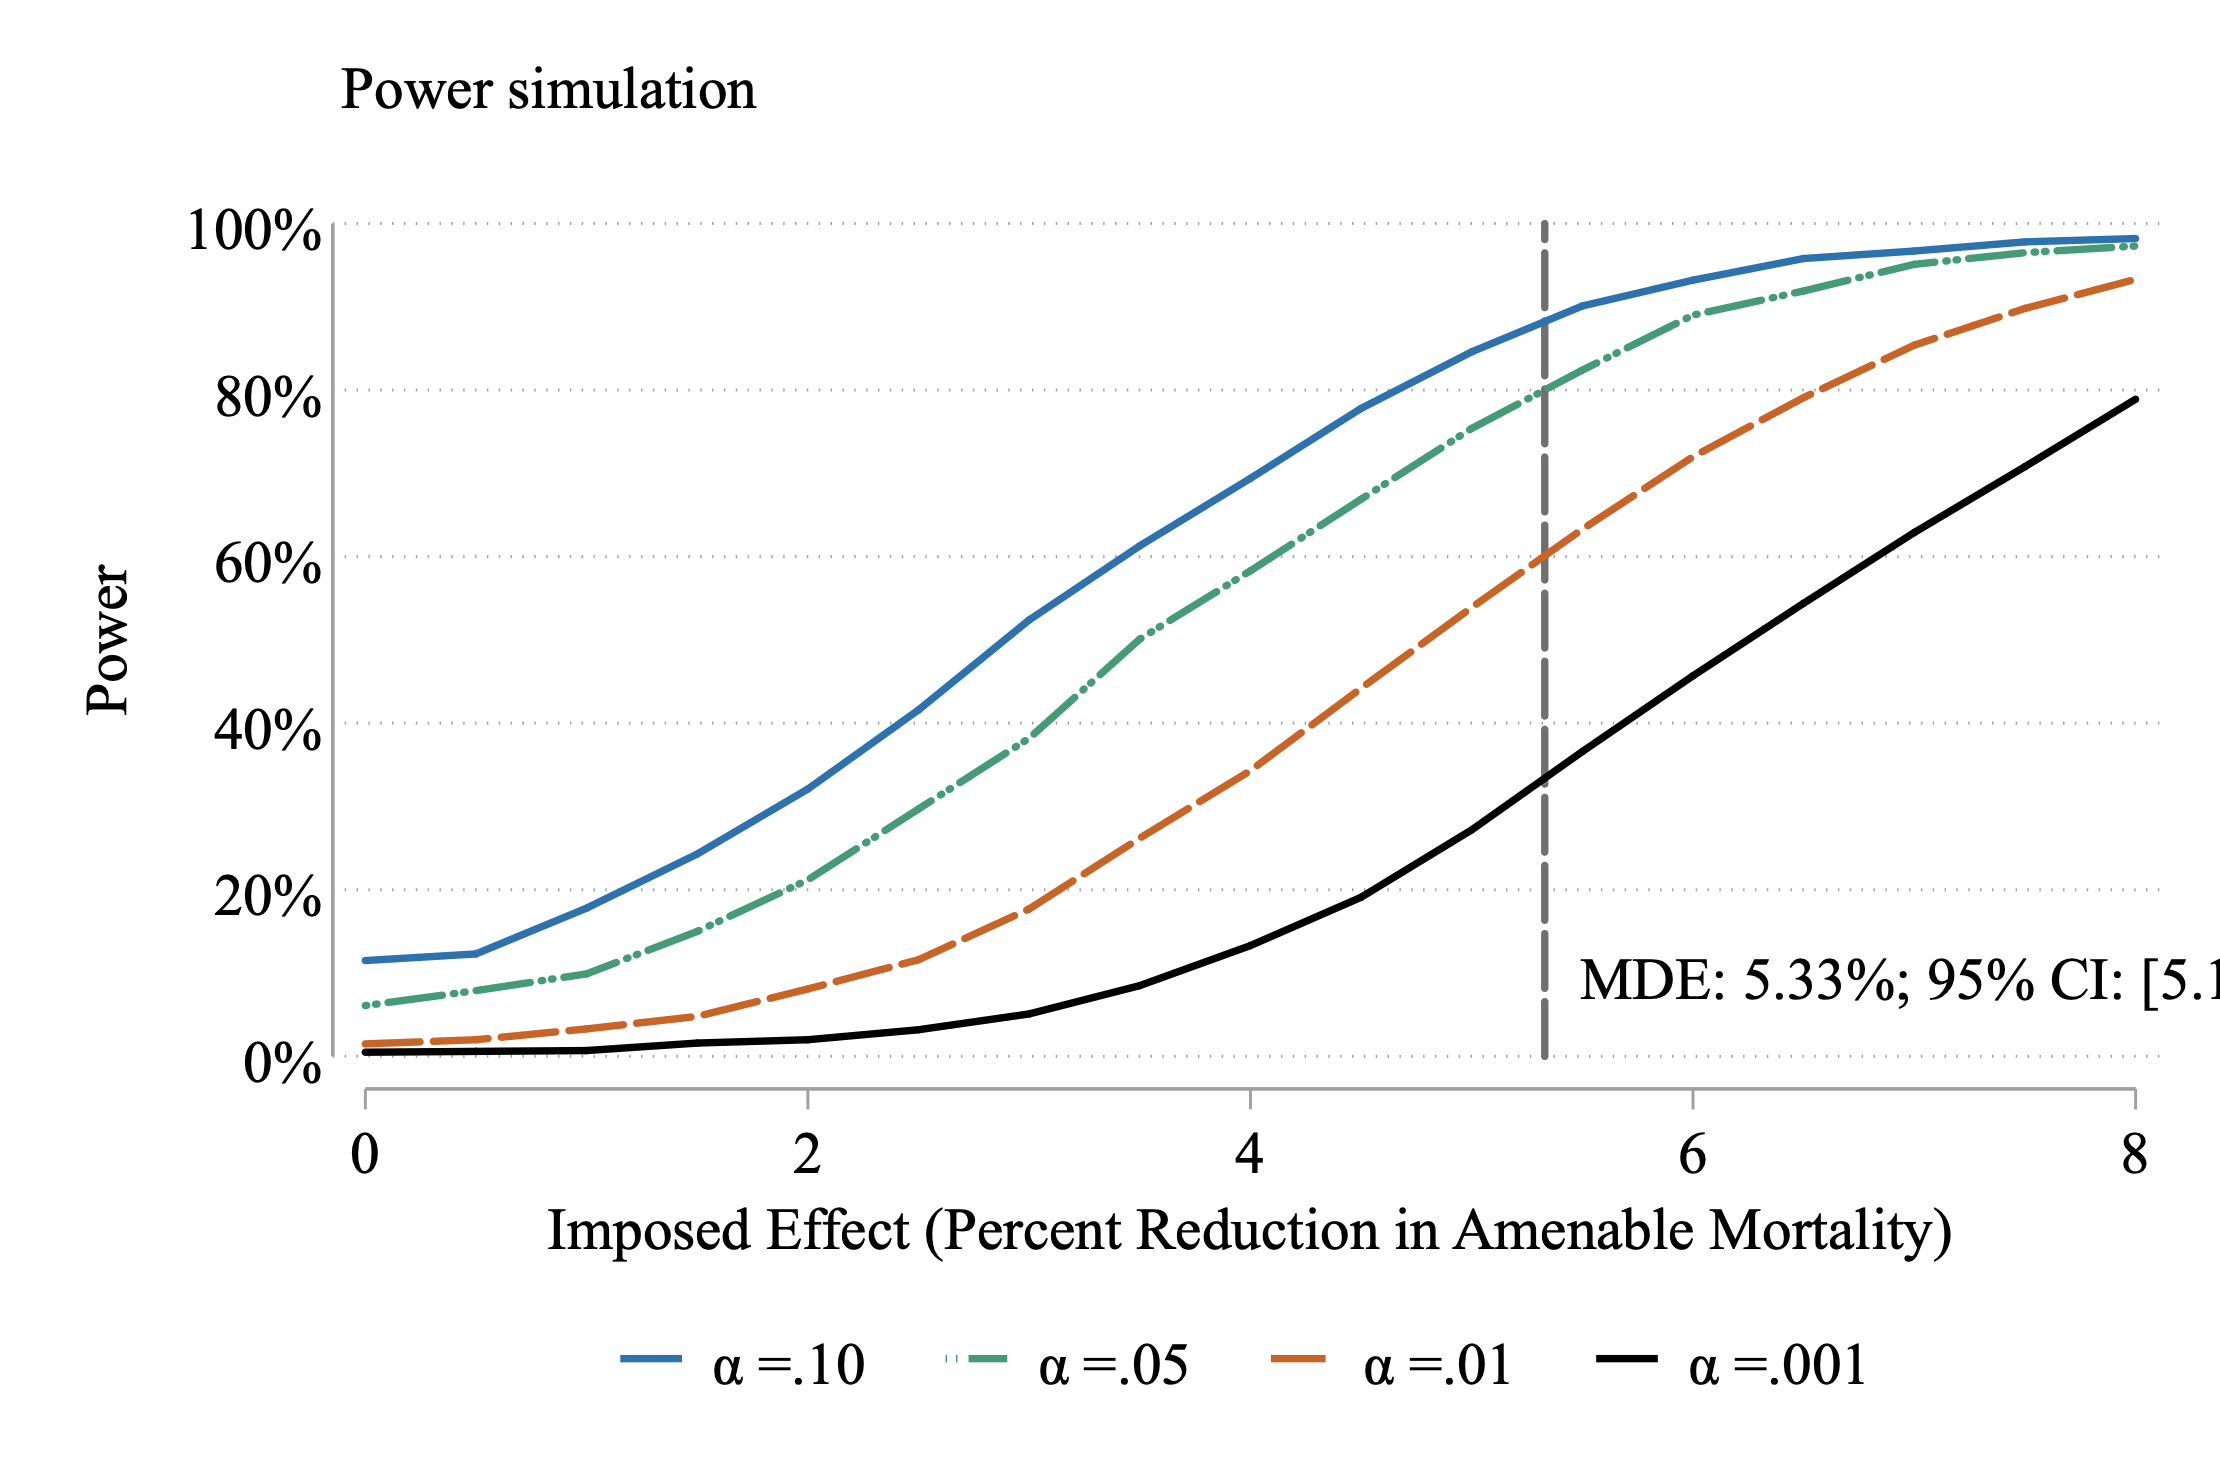 Power simulation
100%
80%
60%
40%
20%
0%
Power
MDE: 5.33%; 95% CI: [5.1
0 2 4 6 8
Imposed Effect (Percent Reduction in Amenable Mortality)
α =.10 α =.05 α =.01 α =.001